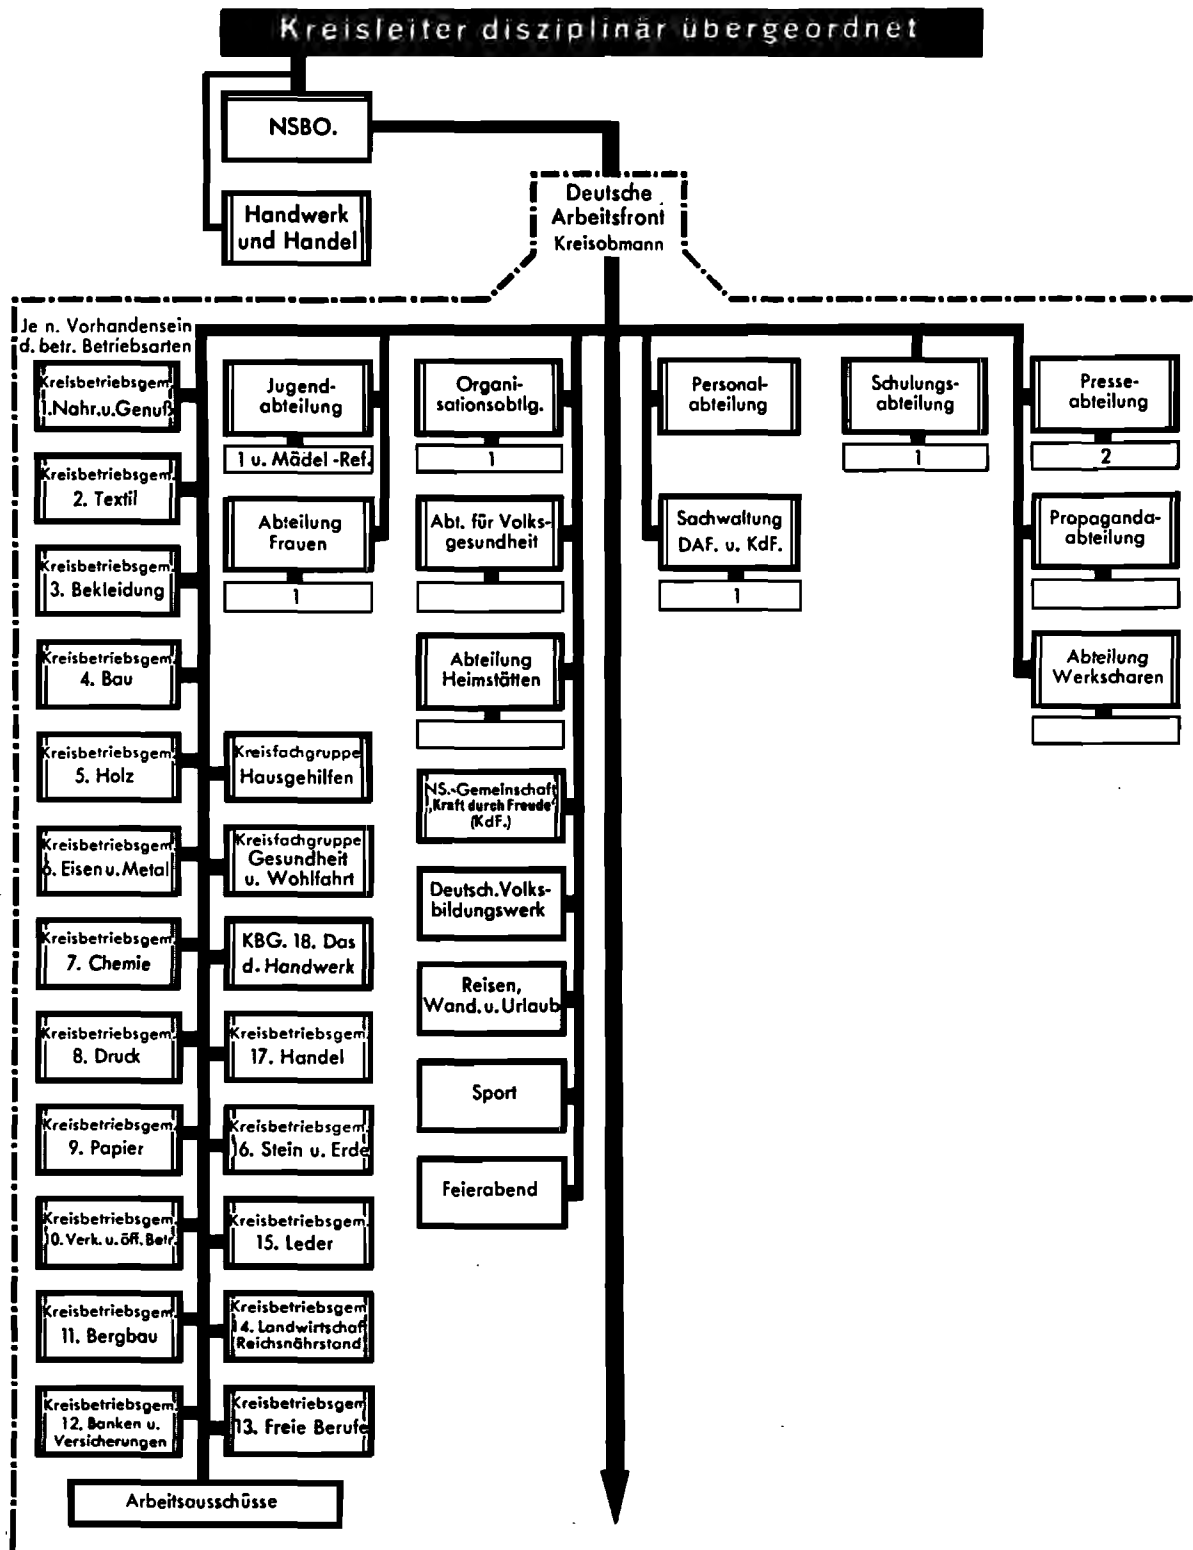 Kreisleiter disziplinär übergeordnet
NSBO.
Handwerk
und Handel
Deutsche
Arbeitsfront
Kreisobmann
Je n. Vorhandensein
d. betr. Betriebsarten
Kreisbetriebsgem.
1.Nahr.u.Genuß
Kreisbetriebsgem.
2. Textil
Kreisbetriebsgem.
3. Bekleidung
Kreisbetriebsgem.
4. Bau
Kreisbetriebsgem.
5. Holz
Kreisbetriebsgem.
6. Eisen u. Metal
Kreisbetriebsgem.
7. Chemie
Kreisbetriebsgem.
8. Druck
Kreisbetriebsgem.
9. Papier
Kreisbetriebsgem.
10. Verk. u. öff. Betr.
Kreisbetriebsgem.
11. Bergbau
Kreisbetriebsgem.
12. Banken u.
Versicherungen
Arbeitsausschüsse
Jugend-
abteilung
1 u. Mädel -Ref.
Abteilung
Frauen
1
Kreisfachgruppe
Hausgehilfen
Kreisfachgruppe
Gesundheit
u. Wohlfahrt
KBG. 18. Das
d. Handwerk
Kreisbetriebsgem.
17. Handel
Kreisbetriebsgem.
16. Stein u. Erde
Kreisbetriebsgem.
15. Leder
Kreisbetriebsgem
14. Landwirtschaf
Reichsnährstand
Kreisbetriebsgem
13. Freie Berufe
Organi-
sationsabtlg.
1
Abt. für Volks-
gesundheit
Abteilung
Heimstätten
NS.-Gemeinschaft
„Kraft durch Freude“
(KdF.)
Deutsch.Volks-
bildungswerk
Reisen,
Wand. u. Urlaub
Sport
Feierabend
Personal-
abteilung
Sachwaltung
DAF. u. KdF.
1
Schulungs-
abteilung
1
Presse-
abteilung
2
Propaganda-
abteilung
Abteilung
Werkscharen